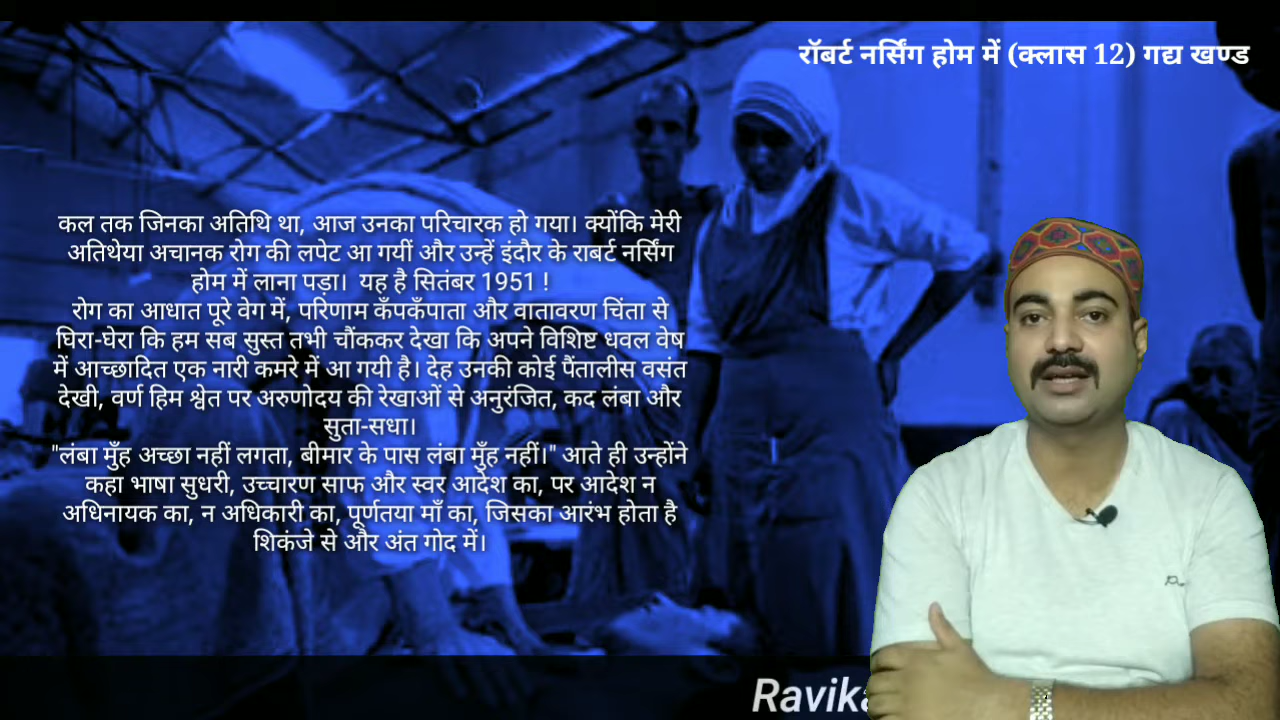 रॉबर्ट नर्सिंग होम में (क्लास 12) गद्य खण्ड
कल तक जिनका अतिथि था, आज उनका परिचारक हो गया। क्योंकि मेरी
अतिथेया अचानक रोग की लपेट आ गयीं और उन्हें इंदौर के राबर्ट नर्सिंग
होम में लाना पड़ा। यह है सितंबर 1951 !
रोग का आधात पूरे वेग में, परिणाम कँपकँपाता और वातावरण चिंता से
घिरा-घेरा कि हम सब सुस्त तभी चौंककर देखा कि अपने विशिष्ट धवल वेष
में आच्छादित एक नारी कमरे में आ गयी है। देह उनकी कोई पैंतालीस वसंत
देखी, वर्ण हिम श्वेत पर अरुणोदय की रेखाओं से अनुरंजित, कद लंबा और
सुता-सधा।
"लंबा मुँह अच्छा नहीं लगता, बीमार के पास लंबा मुँह नहीं।" आते ही उन्होंने
कहा भाषा सुधरी, उच्चारण साफ और स्वर आदेश का, पर आदेश न
अधिनायक का, न अधिकारी का, पूर्णतया माँ का, जिसका आरंभ होता है
शिकंजे से और अंत गोद में।